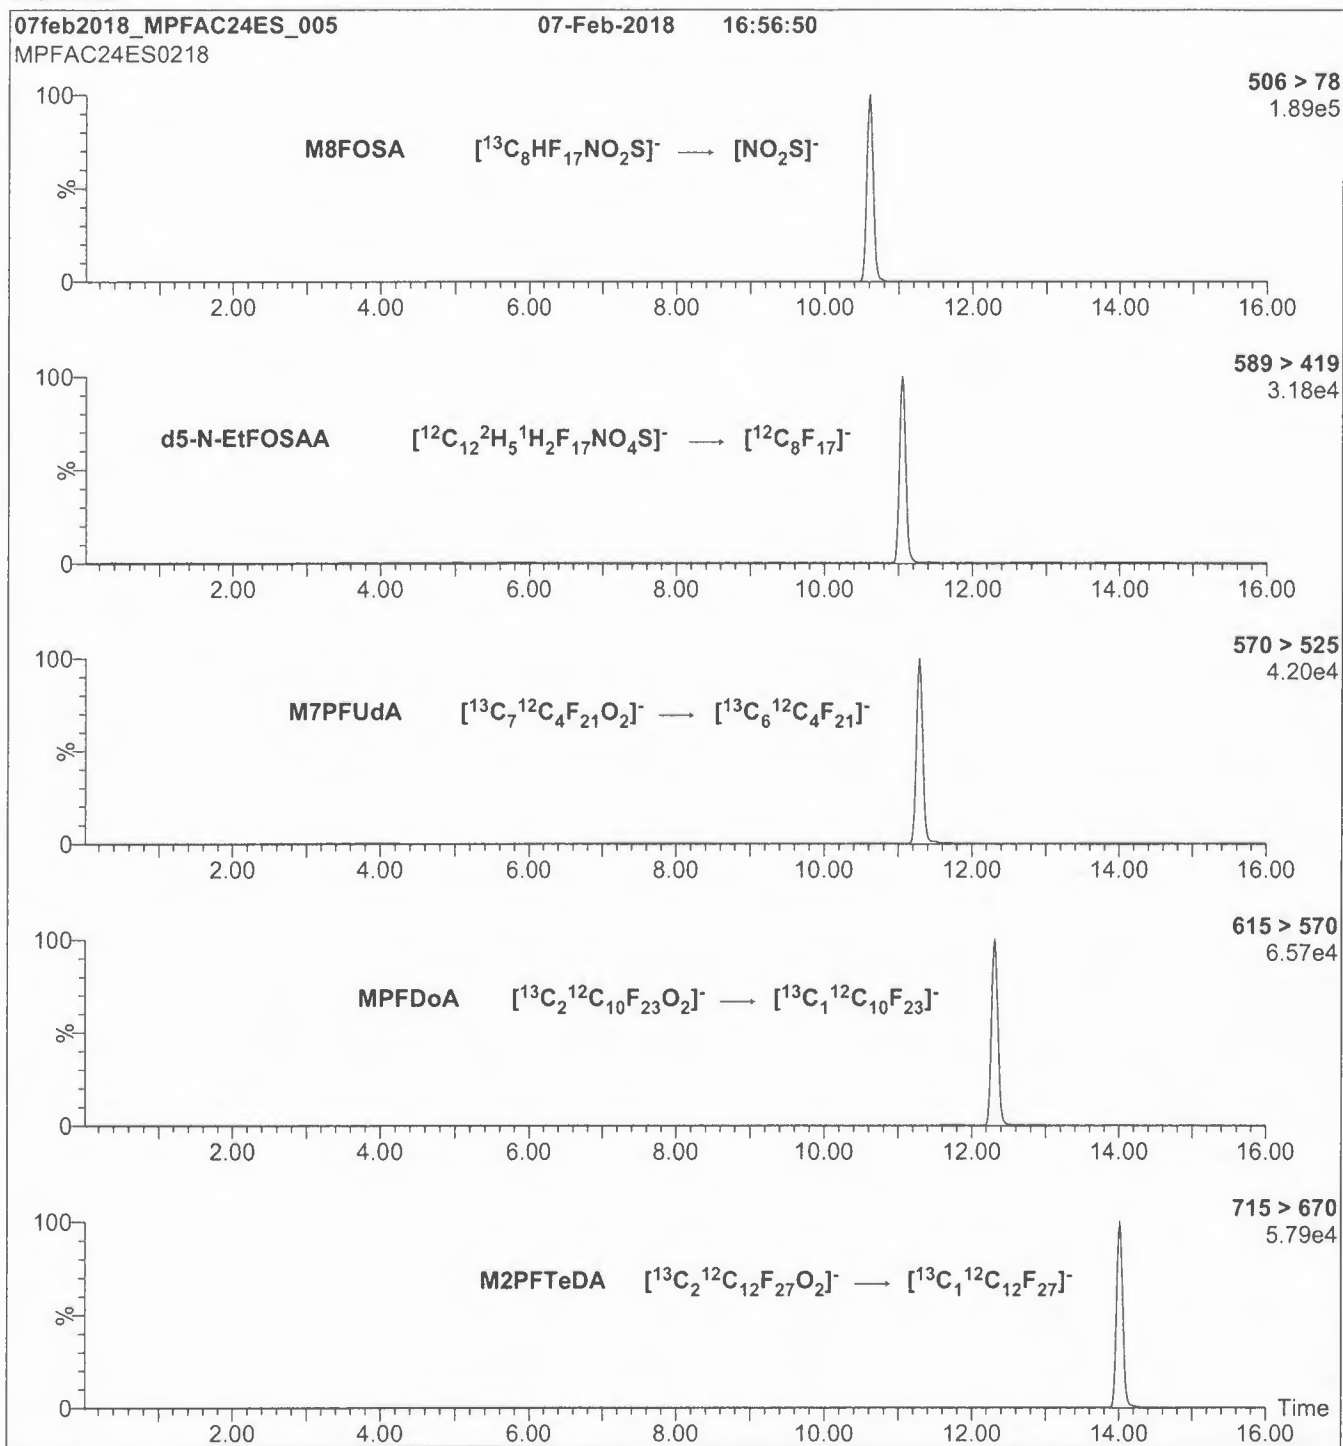 07feb2018_MPFAC24ES_005 07-Feb-2018 16:56:50
MPFAC24ES0218
506 > 78
1.89e5
100
M8FOSA [¹³C₈HF₁₇NO₂S]⁻ → [NO₂S]⁻
%
0
2.00 4.00 6.00 8.00 10.00 12.00 14.00 16.00
589 > 419
3.18e4
100
d5-N-EtFOSAA [¹²C₁₂²H₅¹H₂F₁₇NO₄S]⁻ → [¹²C₈F₁₇]⁻
%
0
2.00 4.00 6.00 8.00 10.00 12.00 14.00 16.00
570 > 525
4.20e4
100
M7PFUdA [¹³C₇¹²C₄F₂₁O₂]⁻ → [¹³C₆¹²C₄F₂₁]⁻
%
0
2.00 4.00 6.00 8.00 10.00 12.00 14.00 16.00
615 > 570
6.57e4
100
MPFDoA [¹³C₂¹²C₁₀F₂₃O₂]⁻ → [¹³C₁¹²C₁₀F₂₃]⁻
%
0
2.00 4.00 6.00 8.00 10.00 12.00 14.00 16.00
715 > 670
5.79e4
100
M2PFTeDA [¹³C₂¹²C₁₂F₂₇O₂]⁻ → [¹³C₁¹²C₁₂F₂₇]⁻
%
0
Time
2.00 4.00 6.00 8.00 10.00 12.00 14.00 16.00